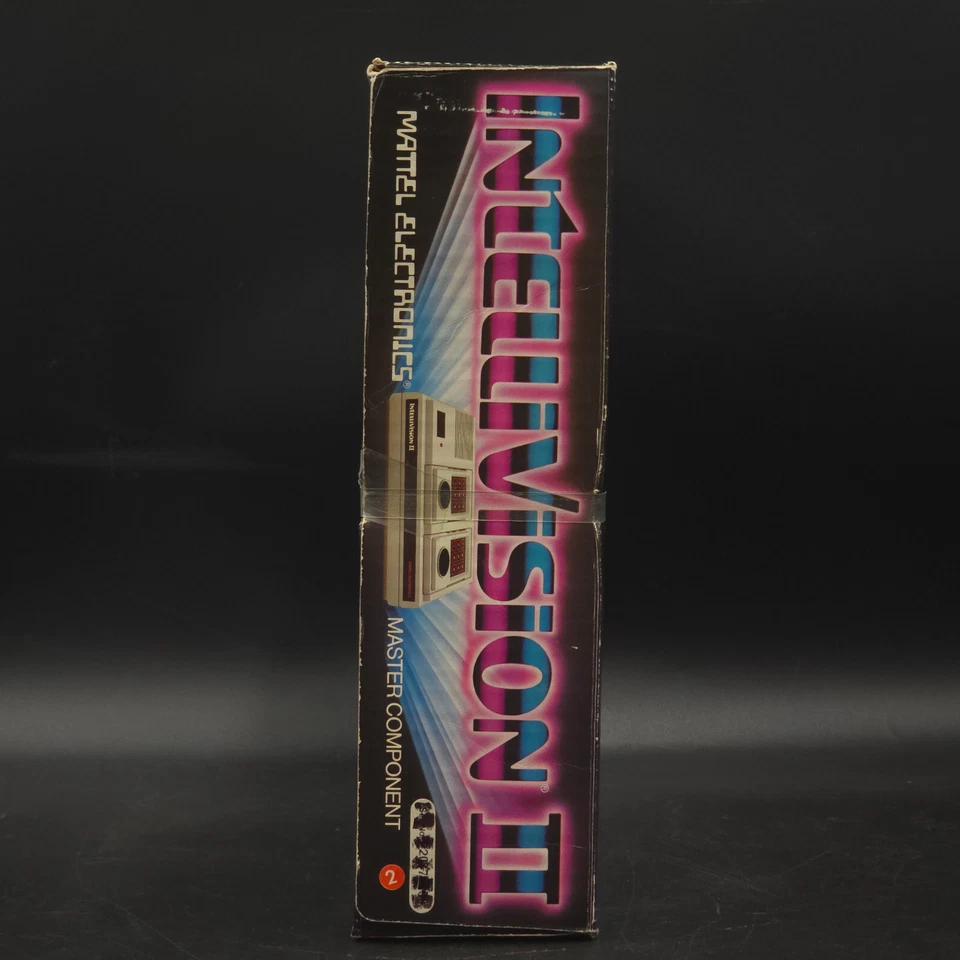 INTELLIVISION® II
MATTEL ELECTRONICS®
INTELLIVISION II
MASTER COMPONENT
2